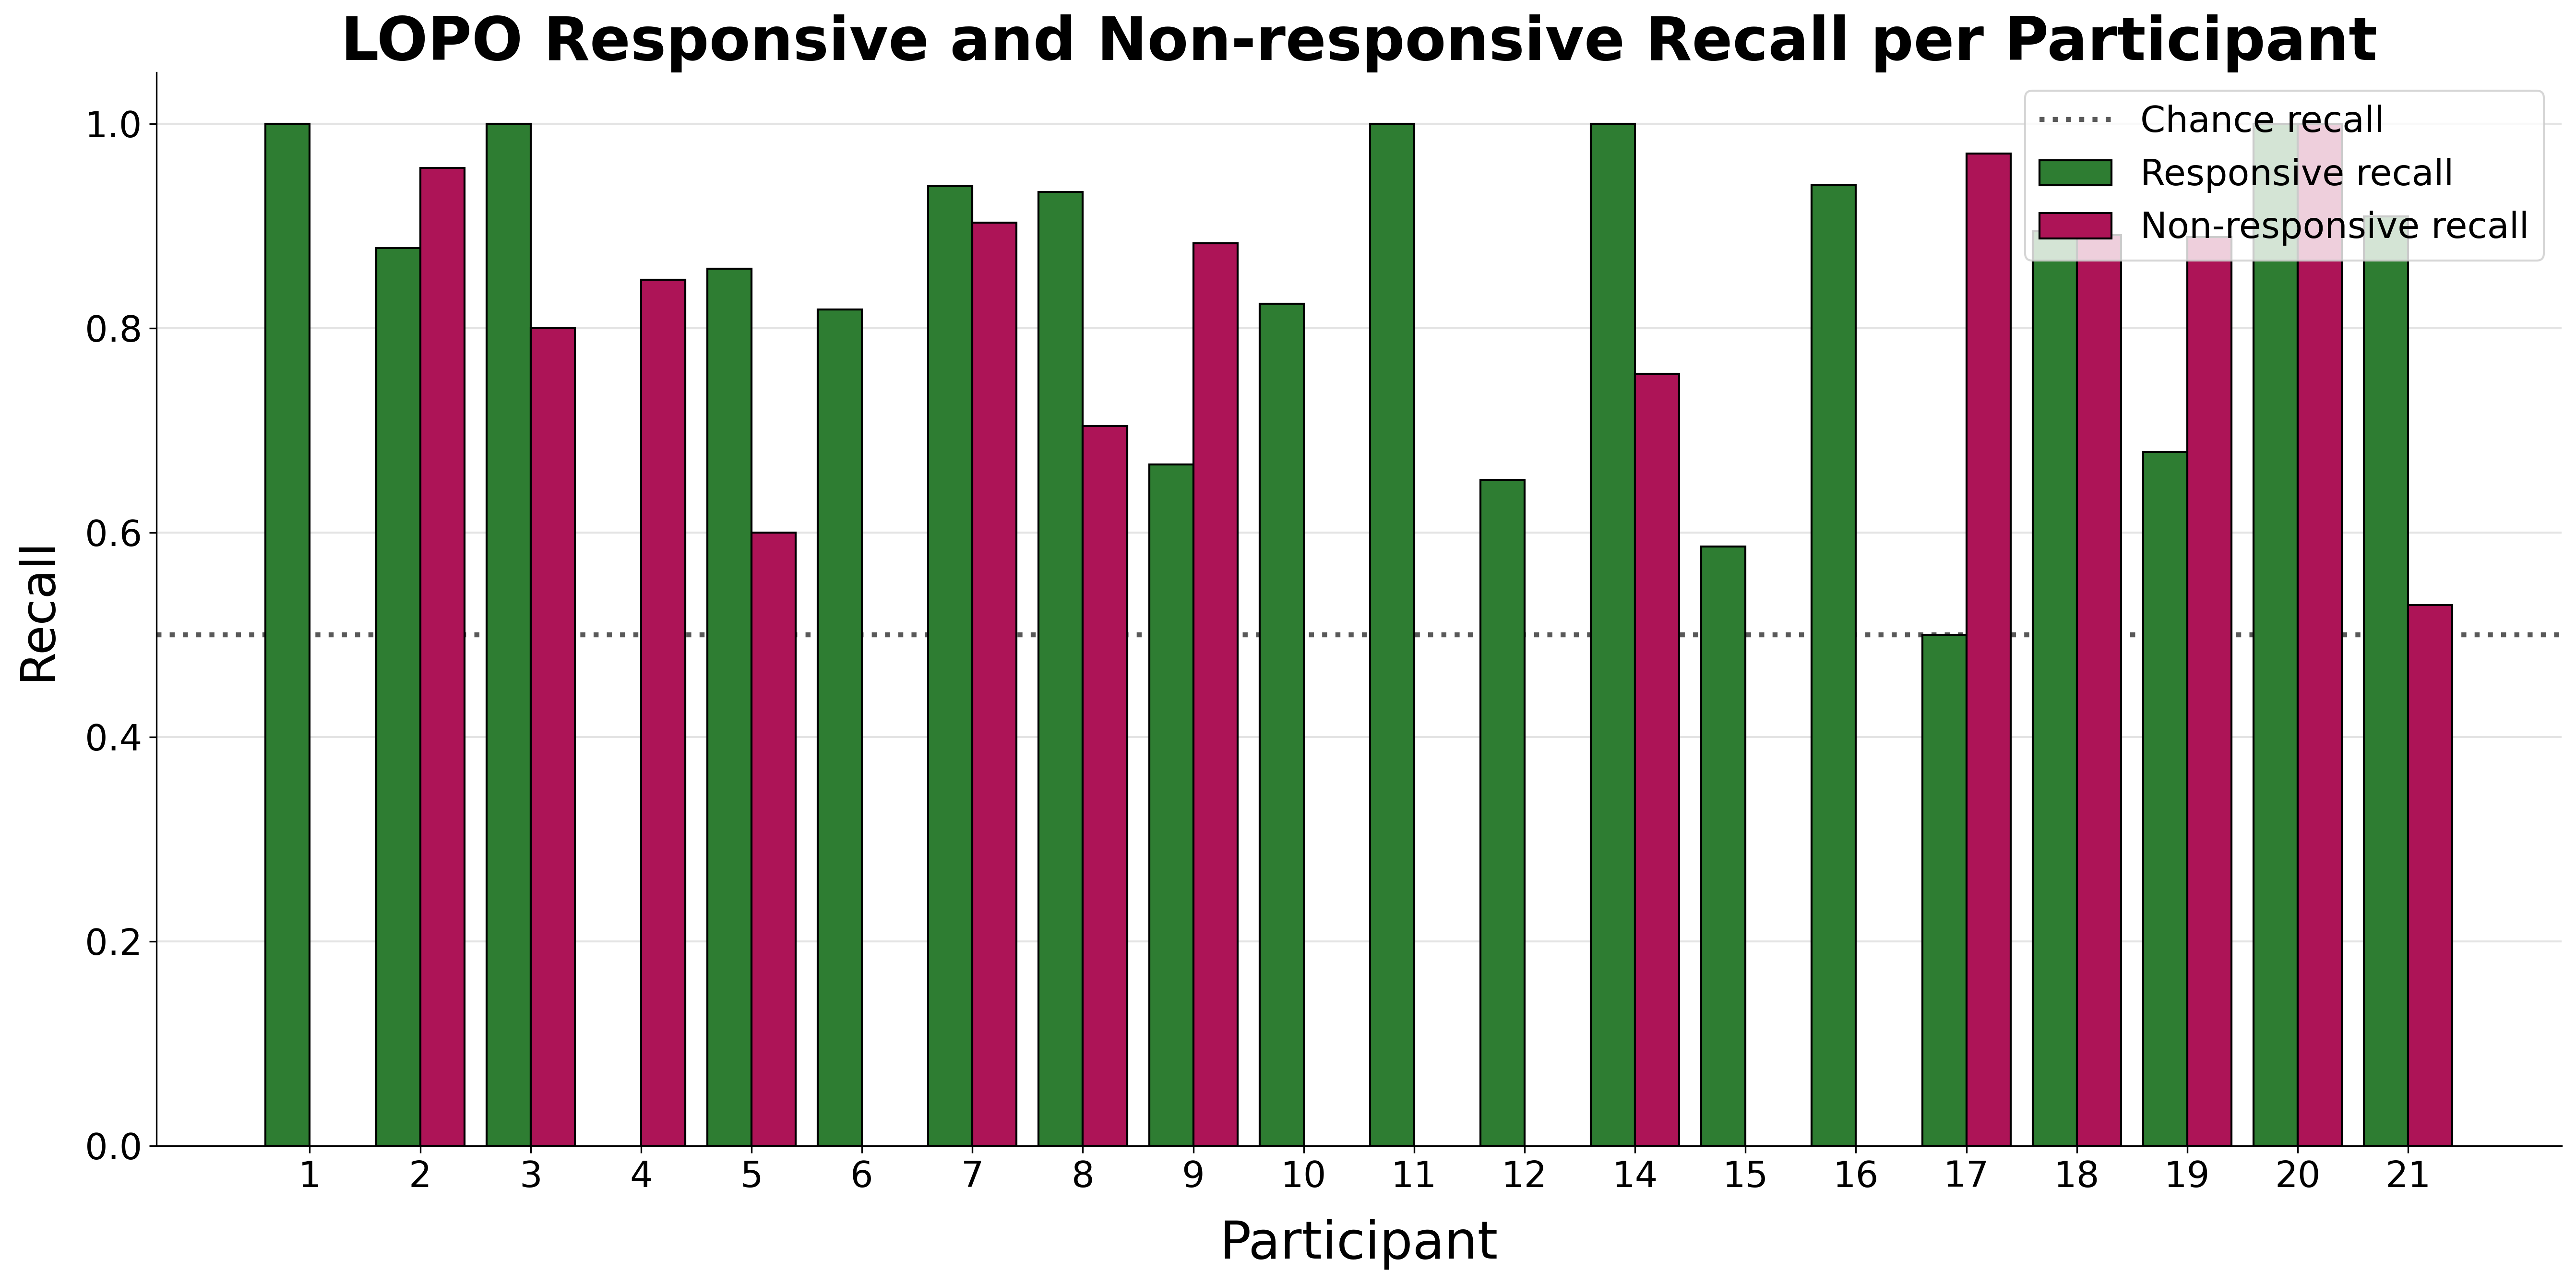 LOPO Responsive and Non-responsive Recall per Participant
Chance recall
Responsive recall
Non-responsive recall
Recall
1.0
0.8
0.6
0.4
0.2
0.0
1 2 3 4 5 6 7 8 9 10 11 12 14 15 16 17 18 19 20 21
Participant